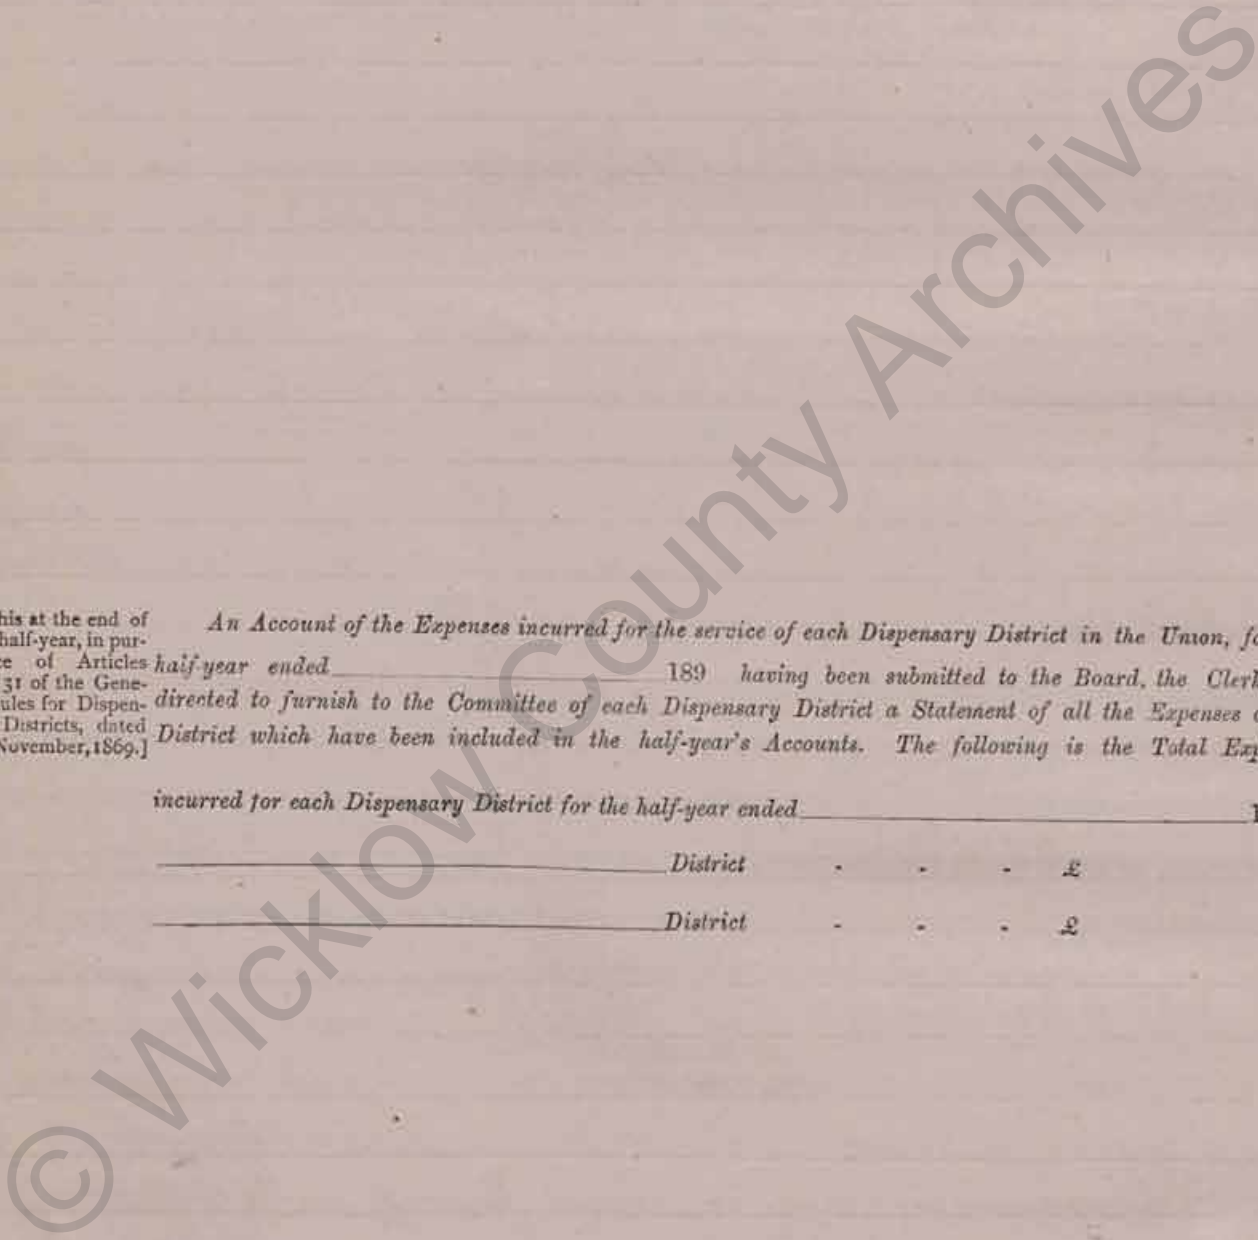 his at the end of
half-year, in pur-
e of Articles
31 of the Gene-
ules for Dispen-
Districts, dated
November, 1869.]
An Account of the Expenses incurred for the service of each Dispensary District in the Union, fo
half-year ended 189 having been submitted to the Board, the Clerk
directed to furnish to the Committee of each Dispensary District a Statement of all the Expenses o
District which have been included in the half-year's Accounts. The following is the Total Exp
incurred for each Dispensary District for the half-year ended 1
District - - - £
District - - - £
© Wicklow County Archives